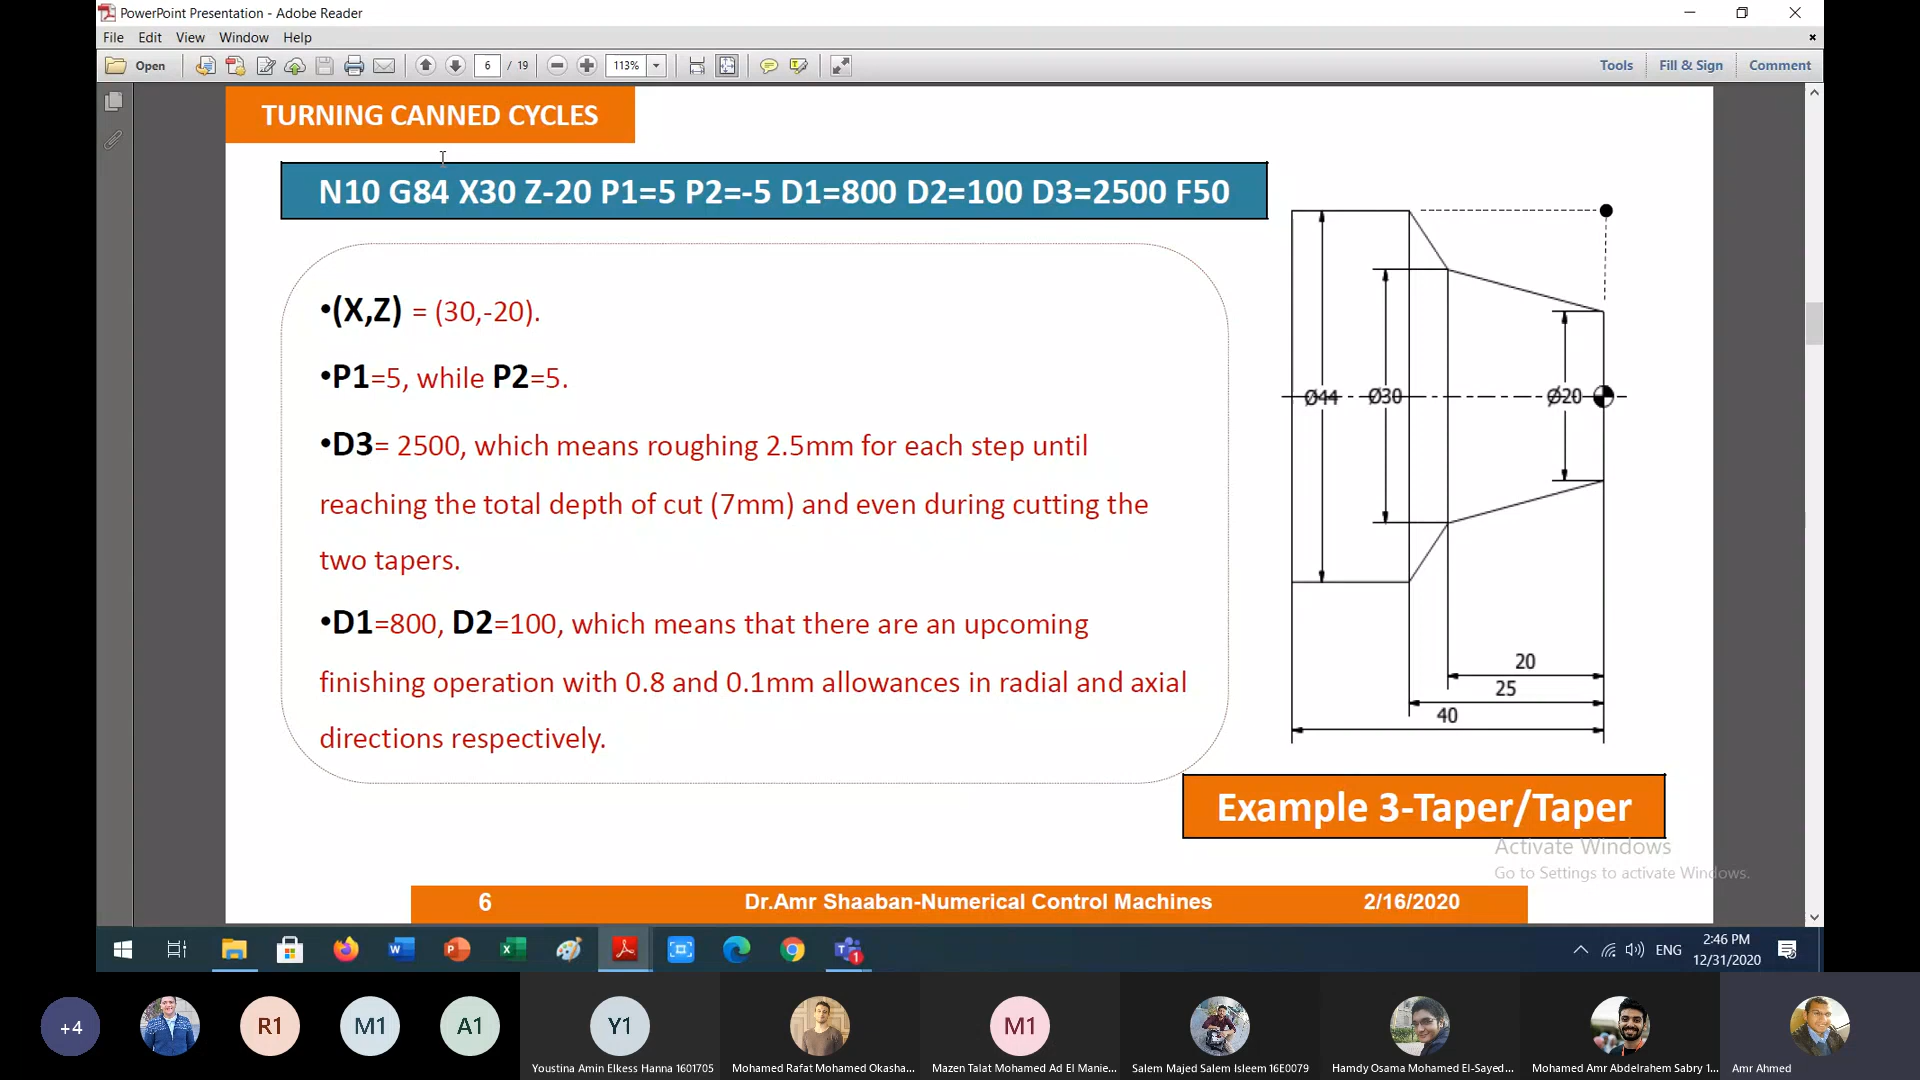 PowerPoint Presentation - Adobe Reader
File Edit View Window Help
Open 6 / 19 113% Tools Fill & Sign Comment
TURNING CANNED CYCLES
N10 G84 X30 Z-20 P1=5 P2=-5 D1=800 D2=100 D3=2500 F50
•(X,Z) = (30,-20).
•P1=5, while P2=5.
•D3= 2500, which means roughing 2.5mm for each step until
reaching the total depth of cut (7mm) and even during cutting the
two tapers.
•D1=800, D2=100, which means that there are an upcoming
finishing operation with 0.8 and 0.1mm allowances in radial and axial
directions respectively.
Ø44 Ø30 Ø20
20
25
40
Example 3-Taper/Taper
Activate Windows
Go to Settings to activate Windows.
6 Dr.Amr Shaaban-Numerical Control Machines 2/16/2020
ENG
2:46 PM
12/31/2020
1
+4 R1 M1 A1 Y1 M1
Youstina Amin Elkess Hanna 1601705
Mohamed Rafat Mohamed Okasha...
Mazen Talat Mohamed Ad El Manie...
Salem Majed Salem Isleem 16E0079
Hamdy Osama Mohamed El-Sayed...
Mohamed Amr Abdelrahem Sabry 1...
Amr Ahmed